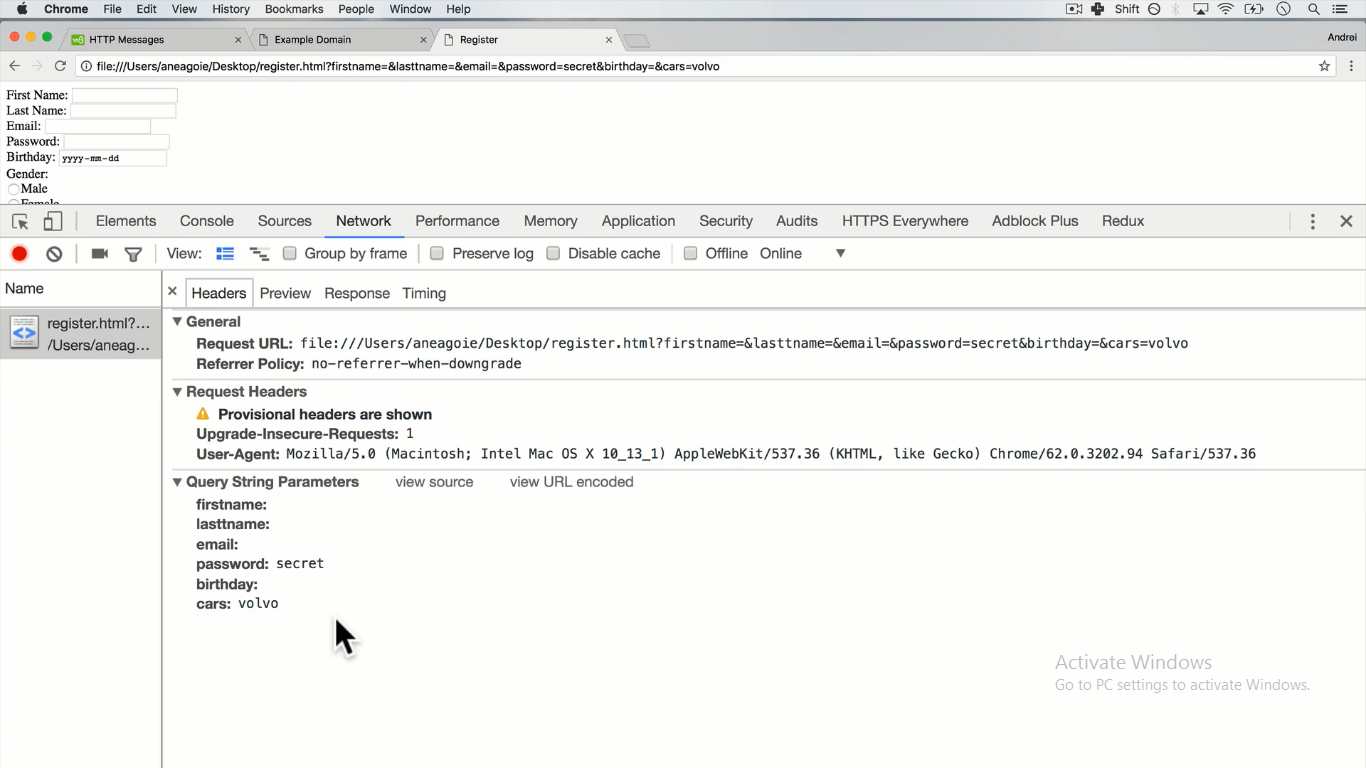 Chrome File Edit View History Bookmarks People Window Help Shift
HTTP Messages Example Domain Register Andrei
file:///Users/aneagoie/Desktop/register.html?firstname=&lasttname=&email=&password=secret&birthday=&cars=volvo
First Name:
Last Name:
Email:
Password:
Birthday: yyyy-mm-dd
Gender:
Male
Female
Elements Console Sources Network Performance Memory Application Security Audits HTTPS Everywhere Adblock Plus Redux
View: Group by frame Preserve log Disable cache Offline Online
Name
Headers Preview Response Timing
register.html?...
/Users/aneag...
General
Request URL: file:///Users/aneagoie/Desktop/register.html?firstname=&lasttname=&email=&password=secret&birthday=&cars=volvo
Referrer Policy: no-referrer-when-downgrade
Request Headers
Provisional headers are shown
Upgrade-Insecure-Requests: 1
User-Agent: Mozilla/5.0 (Macintosh; Intel Mac OS X 10_13_1) AppleWebKit/537.36 (KHTML, like Gecko) Chrome/62.0.3202.94 Safari/537.36
Query String Parameters view source view URL encoded
firstname:
lasttname:
email:
password: secret
birthday:
cars: volvo
Activate Windows
Go to PC settings to activate Windows.